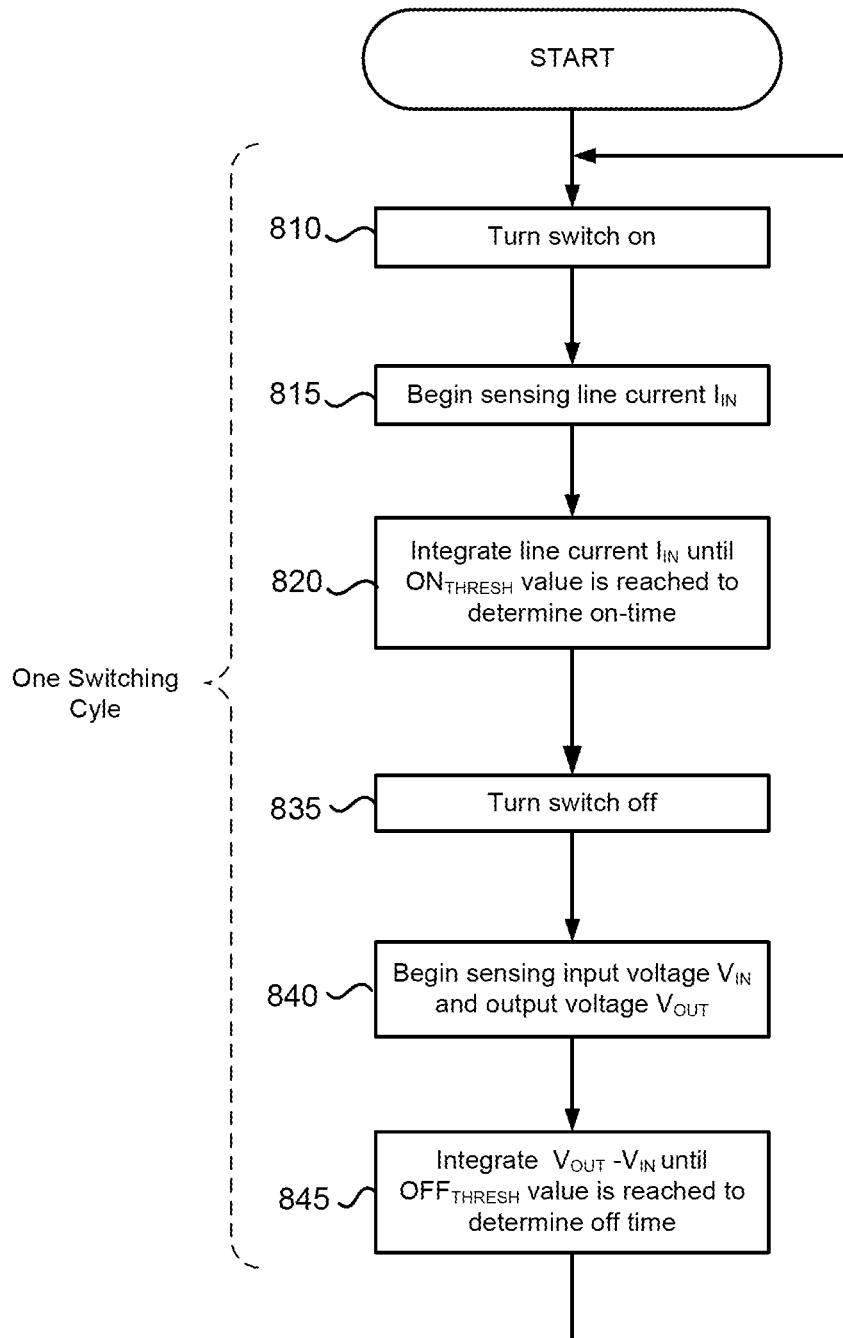 START
810
Turn switch on
815
Begin sensing line current I_IN
820
Integrate line current I_IN until
ON_THRESH value is reached to
determine on-time
One Switching
Cyle
835
Turn switch off
840
Begin sensing input voltage V_IN
and output voltage V_OUT
845
Integrate V_OUT -V_IN until
OFF_THRESH value is reached to
determine off time